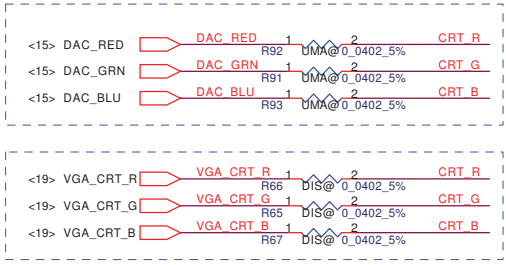 <15> DAC_RED DAC_RED 1 2 CRT_R
R92 UMA@ 0_0402_5%
<15> DAC_GRN DAC_GRN 1 2 CRT_G
R91 UMA@ 0_0402_5%
<15> DAC_BLU DAC_BLU 1 2 CRT_B
R93 UMA@ 0_0402_5%
<19> VGA_CRT_R VGA_CRT_R 1 2 CRT_R
R66 DIS@ 0_0402_5%
<19> VGA_CRT_G VGA_CRT_G 1 2 CRT_G
R65 DIS@ 0_0402_5%
<19> VGA_CRT_B VGA_CRT_B 1 2 CRT_B
R67 DIS@ 0_0402_5%